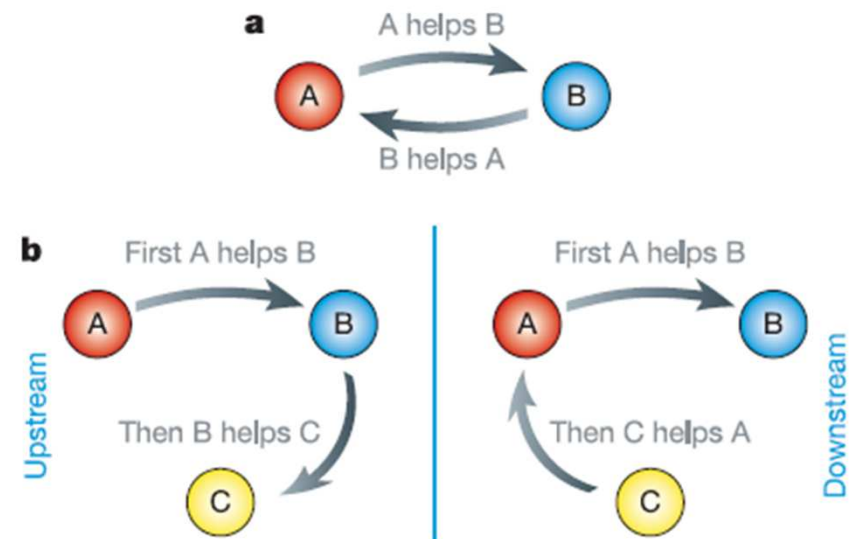 a
A helps B
A
B
B helps A
b
First A helps B
A
B
Upstream
Then B helps C
C
First A helps B
A
B
Downstream
Then C helps A
C